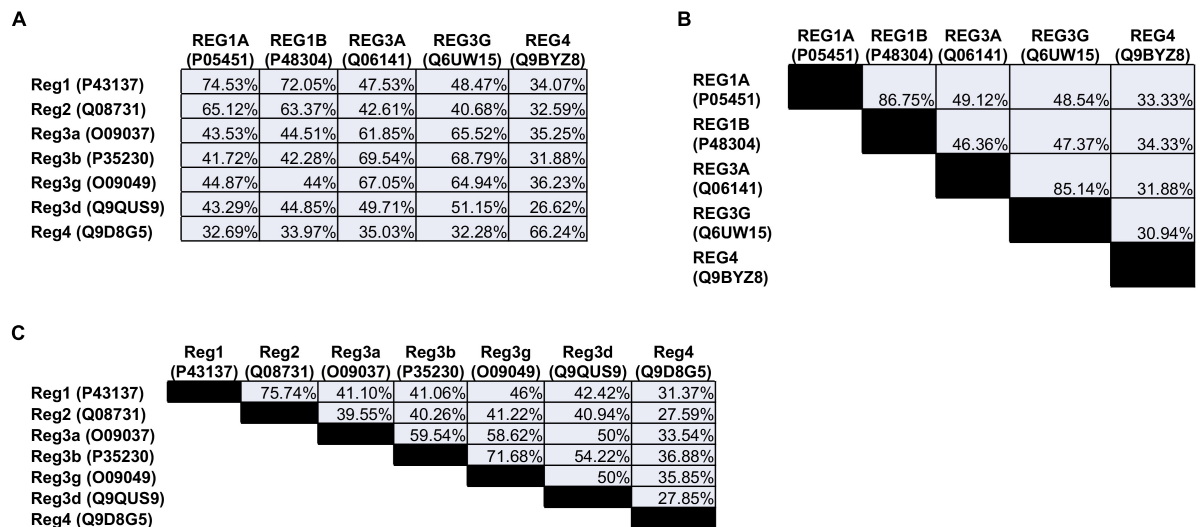 A
REG1A REG1B REG3A REG3G REG4
(P05451) (P48304) (Q06141) (Q6UW15) (Q9BYZ8)
Reg1 (P43137) 74.53% 72.05% 47.53% 48.47% 34.07%
Reg2 (Q08731) 65.12% 63.37% 42.61% 40.68% 32.59%
Reg3a (O09037) 43.53% 44.51% 61.85% 65.52% 35.25%
Reg3b (P35230) 41.72% 42.28% 69.54% 68.79% 31.88%
Reg3g (O09049) 44.87% 44% 67.05% 64.94% 36.23%
Reg3d (Q9QUS9) 43.29% 44.85% 49.71% 51.15% 26.62%
Reg4 (Q9D8G5) 32.69% 33.97% 35.03% 32.28% 66.24%
B
REG1A REG1B REG3A REG3G REG4
(P05451) (P48304) (Q06141) (Q6UW15) (Q9BYZ8)
REG1A
(P05451) 86.75% 49.12% 48.54% 33.33%
REG1B
(P48304) 46.36% 47.37% 34.33%
REG3A
(Q06141) 85.14% 31.88%
REG3G
(Q6UW15) 30.94%
REG4
(Q9BYZ8)
C
Reg1 Reg2 Reg3a Reg3b Reg3g Reg3d Reg4
(P43137) (Q08731) (O09037) (P35230) (O09049) (Q9QUS9) (Q9D8G5)
Reg1 (P43137) 75.74% 41.10% 41.06% 46% 42.42% 31.37%
Reg2 (Q08731) 39.55% 40.26% 41.22% 40.94% 27.59%
Reg3a (O09037) 59.54% 58.62% 50% 33.54%
Reg3b (P35230) 71.68% 54.22% 36.88%
Reg3g (O09049) 50% 35.85%
Reg3d (Q9QUS9) 27.85%
Reg4 (Q9D8G5)